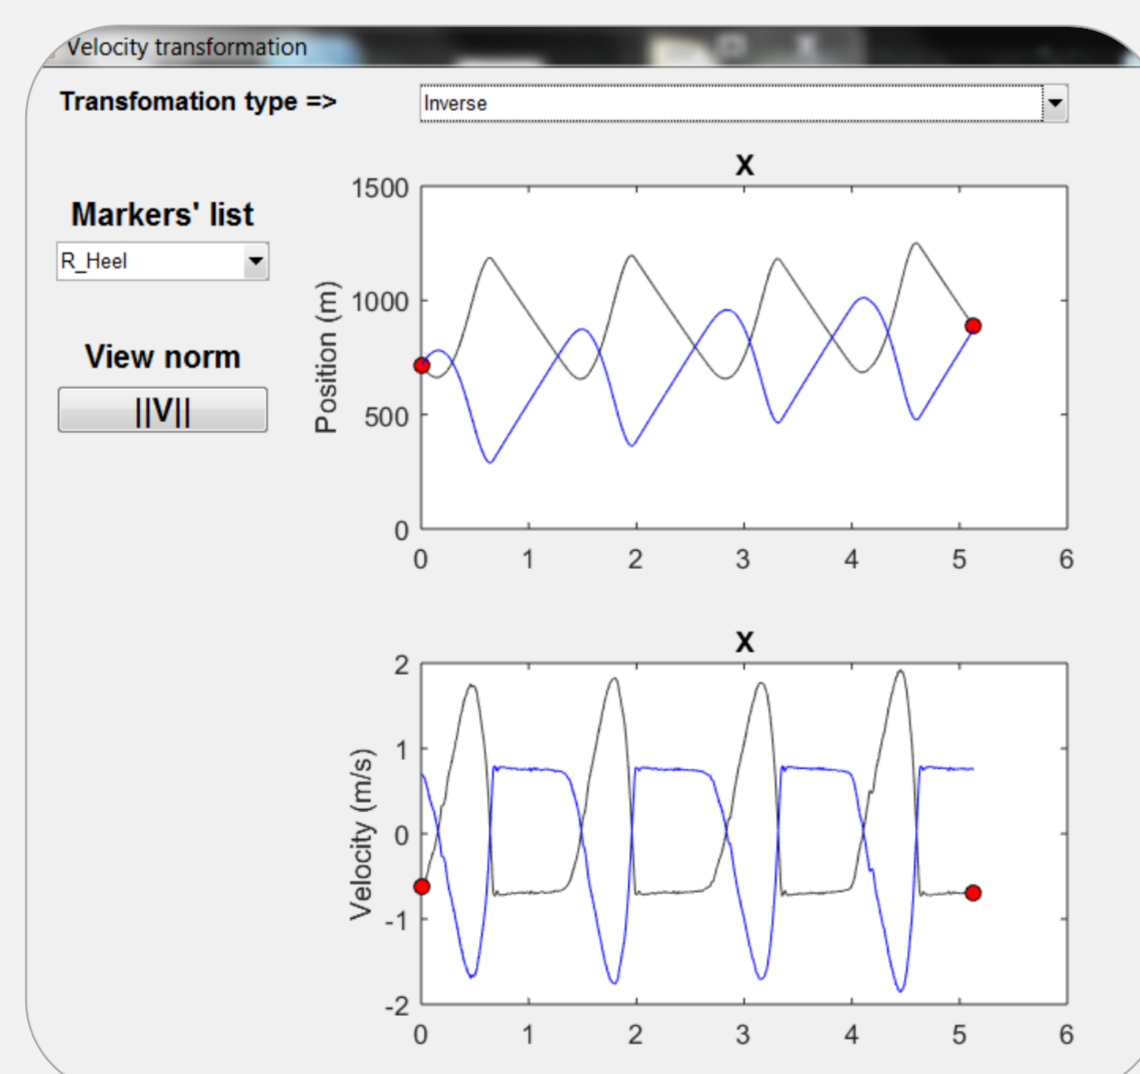 Velocity transformation
Transfomation type =>
Inverse
Markers' list
R_Heel
View norm
||V||
X
1500
1000
500
0
Position (m)
0 1 2 3 4 5 6
X
2
1
0
-1
-2
Velocity (m/s)
0 1 2 3 4 5 6